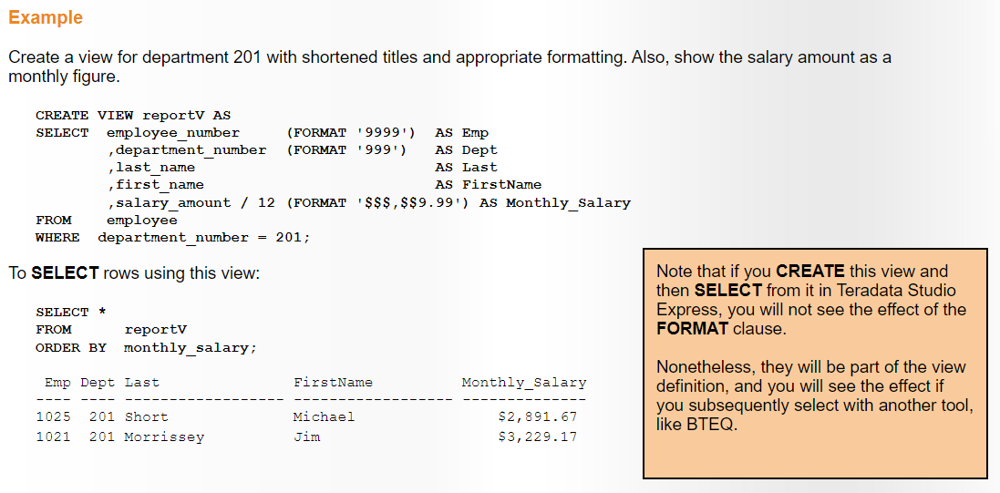 Example
Create a view for department 201 with shortened titles and appropriate formatting. Also, show the salary amount as a
monthly figure.
CREATE VIEW reportV AS
SELECT employee_number (FORMAT '9999') AS Emp
,department_number (FORMAT '999') AS Dept
,last_name AS Last
,first_name AS FirstName
,salary_amount / 12 (FORMAT '$$$,$$9.99') AS Monthly_Salary
FROM employee
WHERE department_number = 201;
To SELECT rows using this view:
SELECT *
FROM reportV
ORDER BY monthly_salary;
Emp Dept Last FirstName Monthly_Salary
---- ---- ------------------ ------------------ --------------
1025 201 Short Michael $2,891.67
1021 201 Morrissey Jim $3,229.17
Note that if you CREATE this view and
then SELECT from it in Teradata Studio
Express, you will not see the effect of the
FORMAT clause.
Nonetheless, they will be part of the view
definition, and you will see the effect if
you subsequently select with another tool,
like BTEQ.